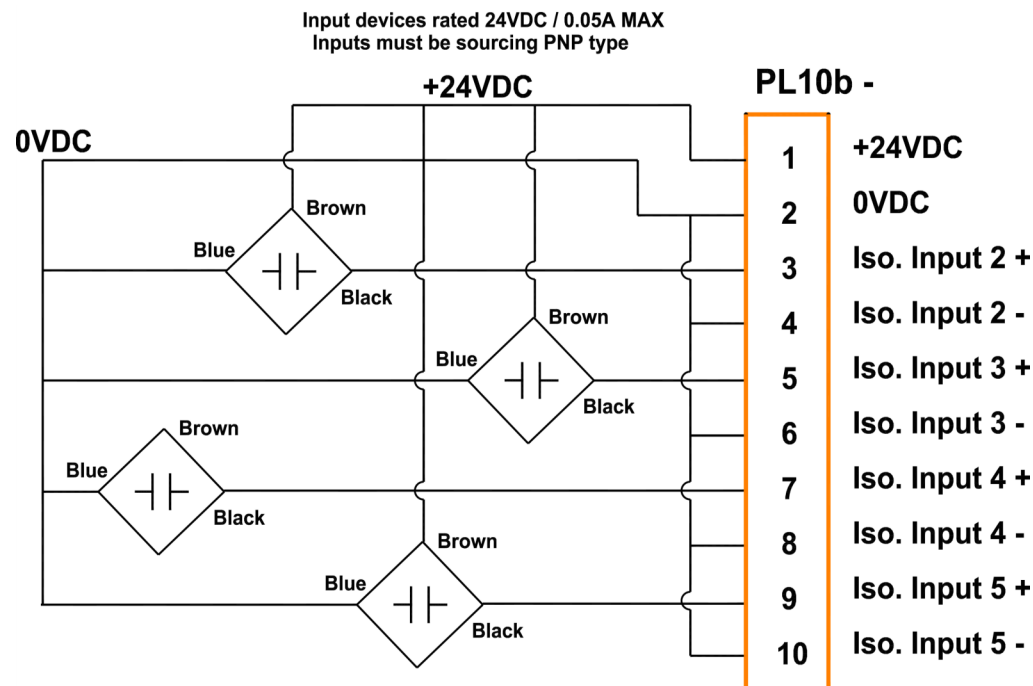 Input devices rated 24VDC / 0.05A MAX
Inputs must be sourcing PNP type
+24VDC
PL10b -
0VDC
1 +24VDC
2 0VDC
3 Iso. Input 2 +
4 Iso. Input 2 -
5 Iso. Input 3 +
6 Iso. Input 3 -
7 Iso. Input 4 +
8 Iso. Input 4 -
9 Iso. Input 5 +
10 Iso. Input 5 -
Brown
Blue
Black
Brown
Blue
Black
Brown
Blue
Black
Brown
Blue
Black